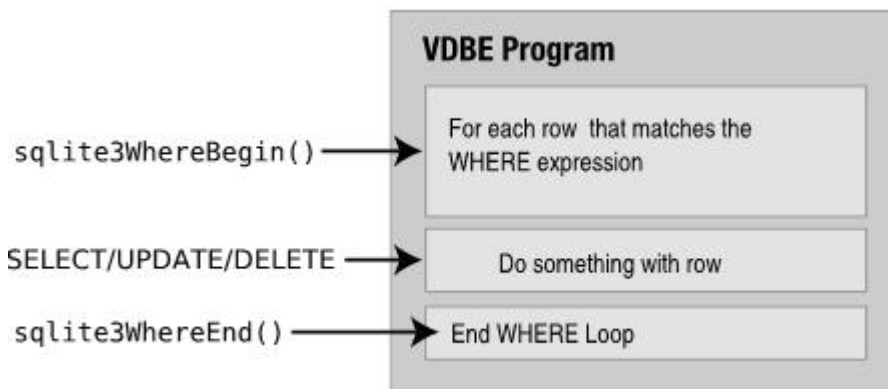 VDBE Program
sqlite3WhereBegin()
For each row that matches the
WHERE expression
SELECT/UPDATE/DELETE
Do something with row
sqlite3WhereEnd()
End WHERE Loop